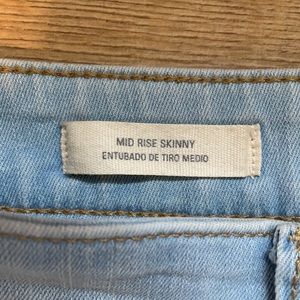 MID RISE SKINNY
ENTUBADO DE TIRO MEDIO